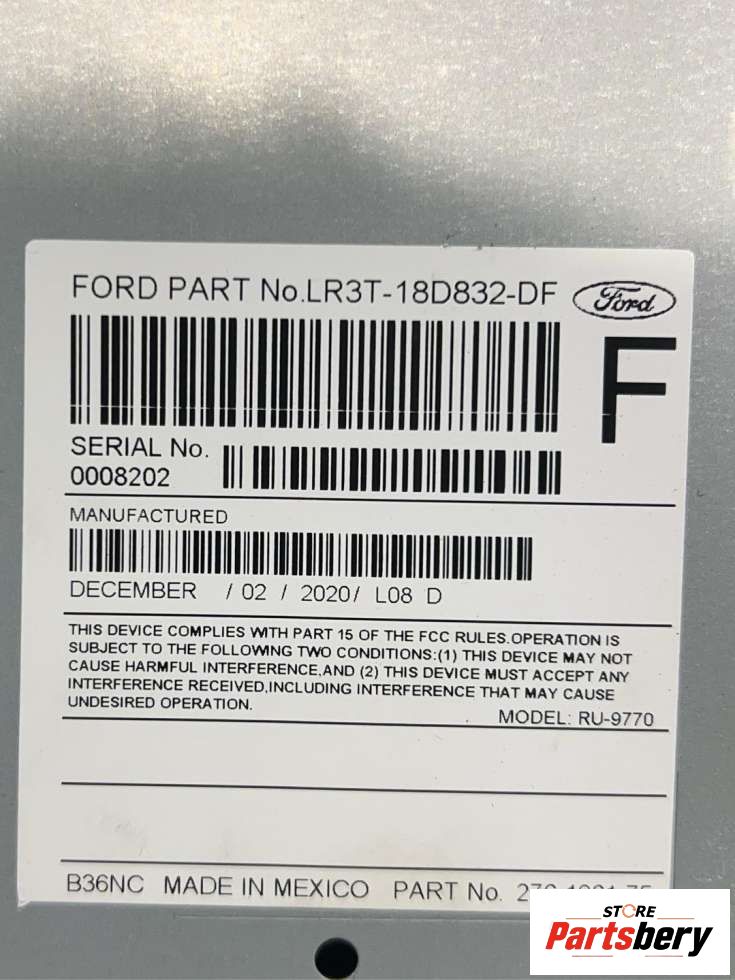 FORD PART No.LR3T-18D832-DF
Ford
F
SERIAL No.
0008202
MANUFACTURED
DECEMBER / 02 / 2020/ L08 D
THIS DEVICE COMPLIES WITH PART 15 OF THE FCC RULES.OPERATION IS
SUBJECT TO THE FOLLOWING TWO CONDITIONS:(1) THIS DEVICE MAY NOT
CAUSE HARMFUL INTERFERENCE,AND (2) THIS DEVICE MUST ACCEPT ANY
INTERFERENCE RECEIVED,INCLUDING INTERFERENCE THAT MAY CAUSE
UNDESIRED OPERATION.
MODEL: RU-9770
B36NC MADE IN MEXICO PART No.
STORE
Partsbery